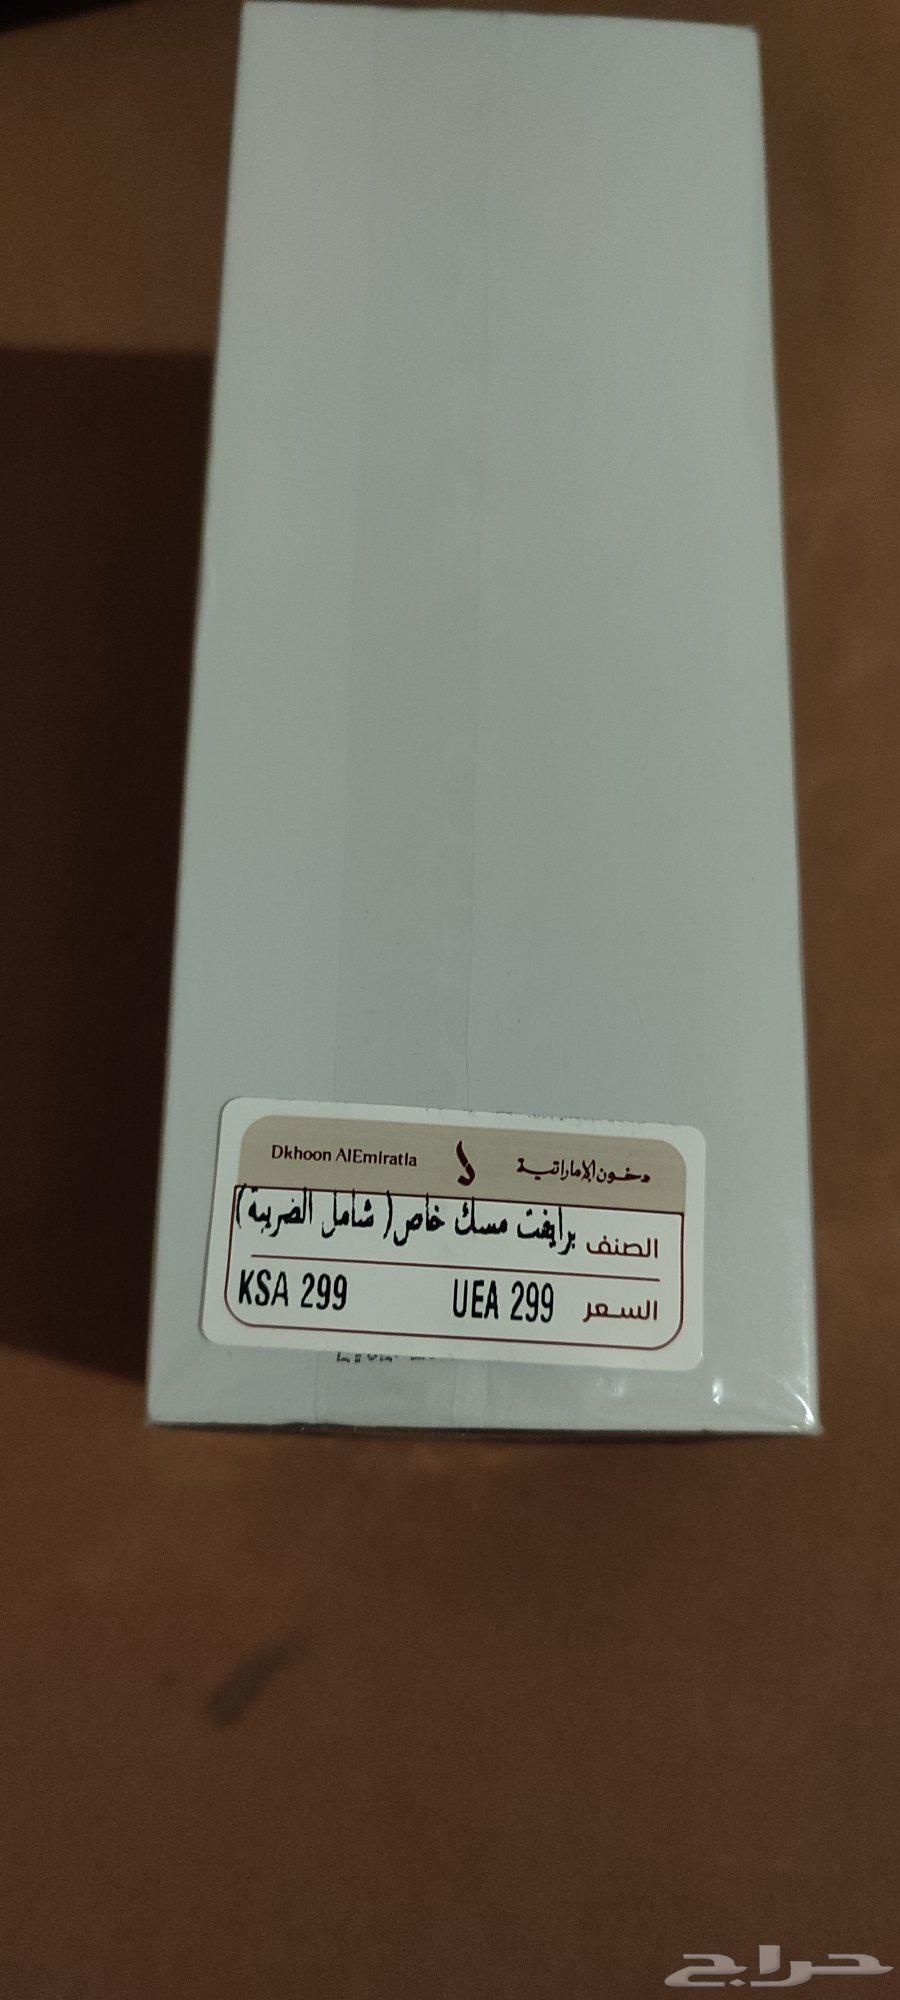 Dkhoon AlEmiratia دخون الإماراتية
الصنف برايفت مسك خاص( شامل الضريبة)
السعر UEA 299 KSA 299
حراج